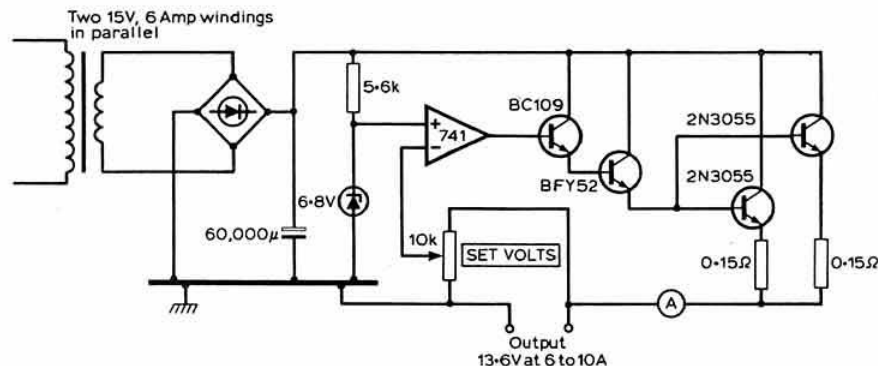 Two 15V, 6 Amp windings
in parallel
5·6k
BC109
2N3055
+
741
−
BFY52
2N3055
6·8V
60,000μ
10k
SET VOLTS
0·15Ω
0·15Ω
A
Output
13·6V at 6 to 10A